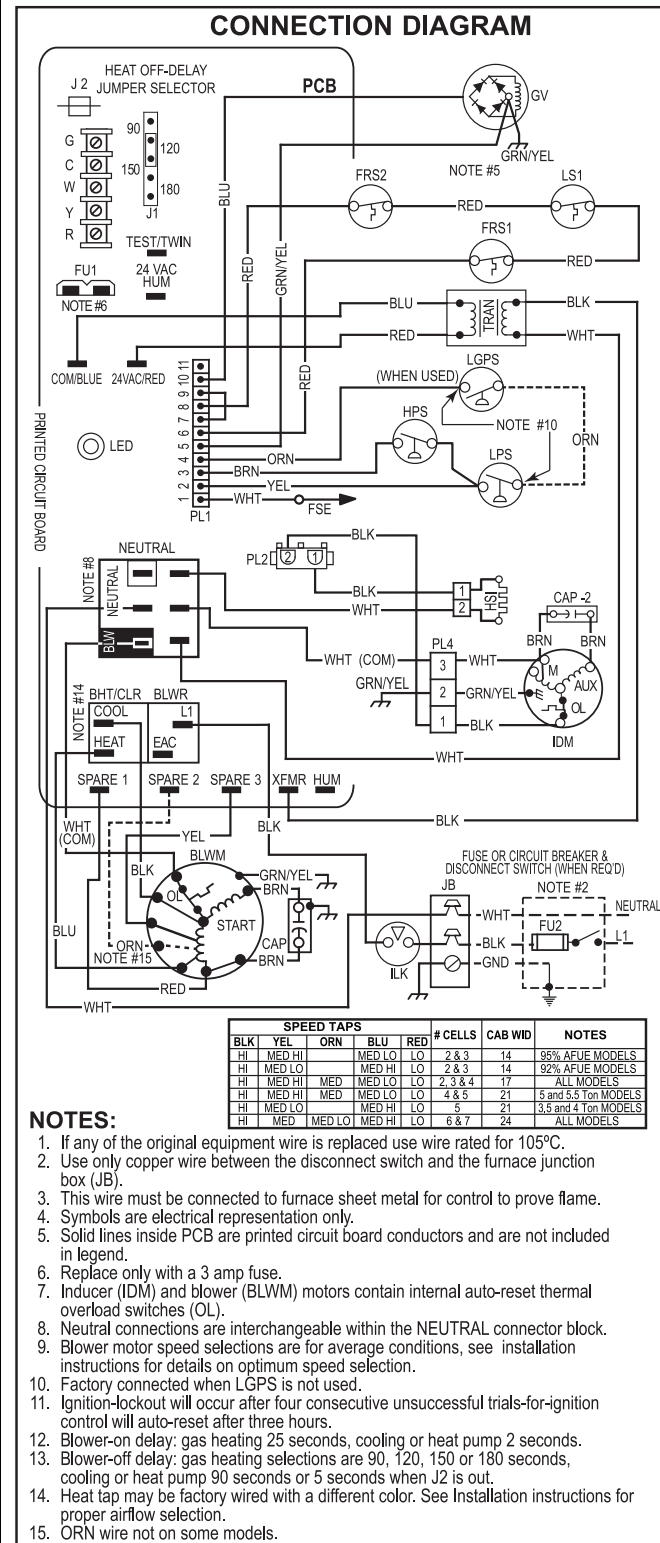 CONNECTION DIAGRAM
J 2
HEAT OFF-DELAY
JUMPER SELECTOR
PCB
GV
GRN/YEL
NOTE #5
G
C
W
Y
R
90
120
150
180
J1
BLU
RED
GRN/YEL
FRS2
LS1
RED
FRS1
RED
TEST/TWIN
24 VAC
HUM
FU1
NOTE #6
BLU
RED
TRAN
BLK
WHT
COM/BLUE
24VAC/RED
RED
(WHEN USED)
LGPS
NOTE #10
HPS
LPS
ORN
PRINTED CIRCUIT BOARD
LED
1 2 3 4 5 6 7 8 9 10 11
PL1
ORN
BRN
YEL
WHT
FSE
NEUTRAL
NOTE #8
NEUTRAL
BLW
PL2
2
1
BLK
BLK
WHT
1
2
HSI
CAP -2
BRN
BRN
PL4
WHT (COM)
3
WHT
GRN/YEL
2
GRN/YEL
1
BLK
M
AUX
OL
IDM
WHT
NOTE #14
BHT/CLR
BLWR
COOL
L1
HEAT
EAC
SPARE 1
SPARE 2
SPARE 3
XFMR
HUM
BLK
WHT
(COM)
YEL
BLK
BLWM
GRN/YEL
BRN
BLK
OL
START
CAP
BRN
BLU
ORN
NOTE #15
RED
WHT
ILK
JB
FUSE OR CIRCUIT BREAKER &
DISCONNECT SWITCH (WHEN REQ'D)
NOTE #2
WHT
NEUTRAL
FU2
BLK
L1
GND
SPEED TAPS # CELLS CAB WID NOTES
BLK YEL ORN BLU RED
HI MED HI MED LO LO 2 & 3 14 95% AFUE MODELS
HI MED LO MED HI LO 2 & 3 14 92% AFUE MODELS
HI MED HI MED MED LO LO 2, 3 & 4 17 ALL MODELS
HI MED HI MED MED LO LO 4 & 5 21 5 and 5.5 Ton MODELS
HI MED LO MED HI LO 5 21 3,5 and 4 Ton MODELS
HI MED MED LO MED HI LO 6 & 7 24 ALL MODELS
NOTES:
1. If any of the original equipment wire is replaced use wire rated for 105ºC.
2. Use only copper wire between the disconnect switch and the furnace junction
box (JB).
3. This wire must be connected to furnace sheet metal for control to prove flame.
4. Symbols are electrical representation only.
5. Solid lines inside PCB are printed circuit board conductors and are not included
in legend.
6. Replace only with a 3 amp fuse.
7. Inducer (IDM) and blower (BLWM) motors contain internal auto-reset thermal
overload switches (OL).
8. Neutral connections are interchangeable within the NEUTRAL connector block.
9. Blower motor speed selections are for average conditions, see installation
instructions for details on optimum speed selection.
10. Factory connected when LGPS is not used.
11. Ignition-lockout will occur after four consecutive unsuccessful trials-for-ignition
control will auto-reset after three hours.
12. Blower-on delay: gas heating 25 seconds, cooling or heat pump 2 seconds.
13. Blower-off delay: gas heating selections are 90, 120, 150 or 180 seconds,
cooling or heat pump 90 seconds or 5 seconds when J2 is out.
14. Heat tap may be factory wired with a different color. See Installation instructions for
proper airflow selection.
15. ORN wire not on some models.